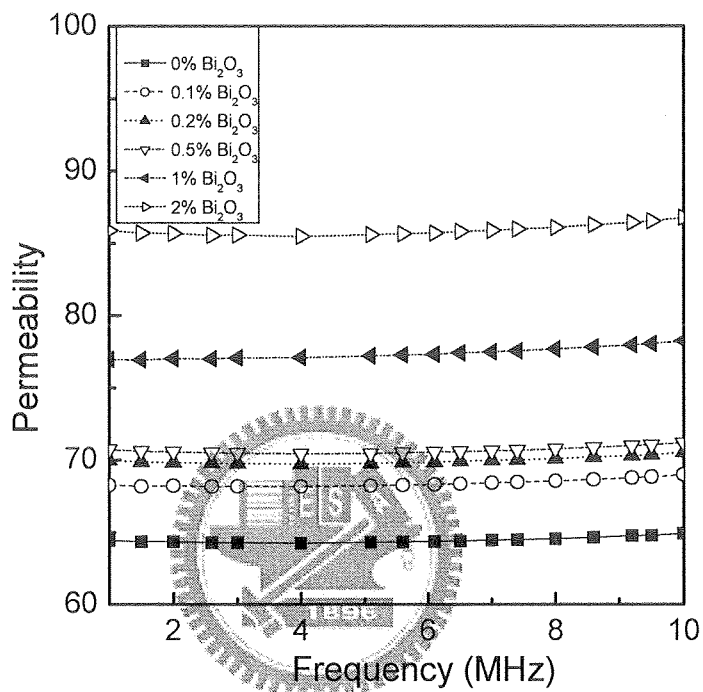 100
90
80
70
60
Permeability
0% Bi₂O₃
0.1% Bi₂O₃
0.2% Bi₂O₃
0.5% Bi₂O₃
1% Bi₂O₃
2% Bi₂O₃
E S
1896
2 4 6 8 10
Frequency (MHz)